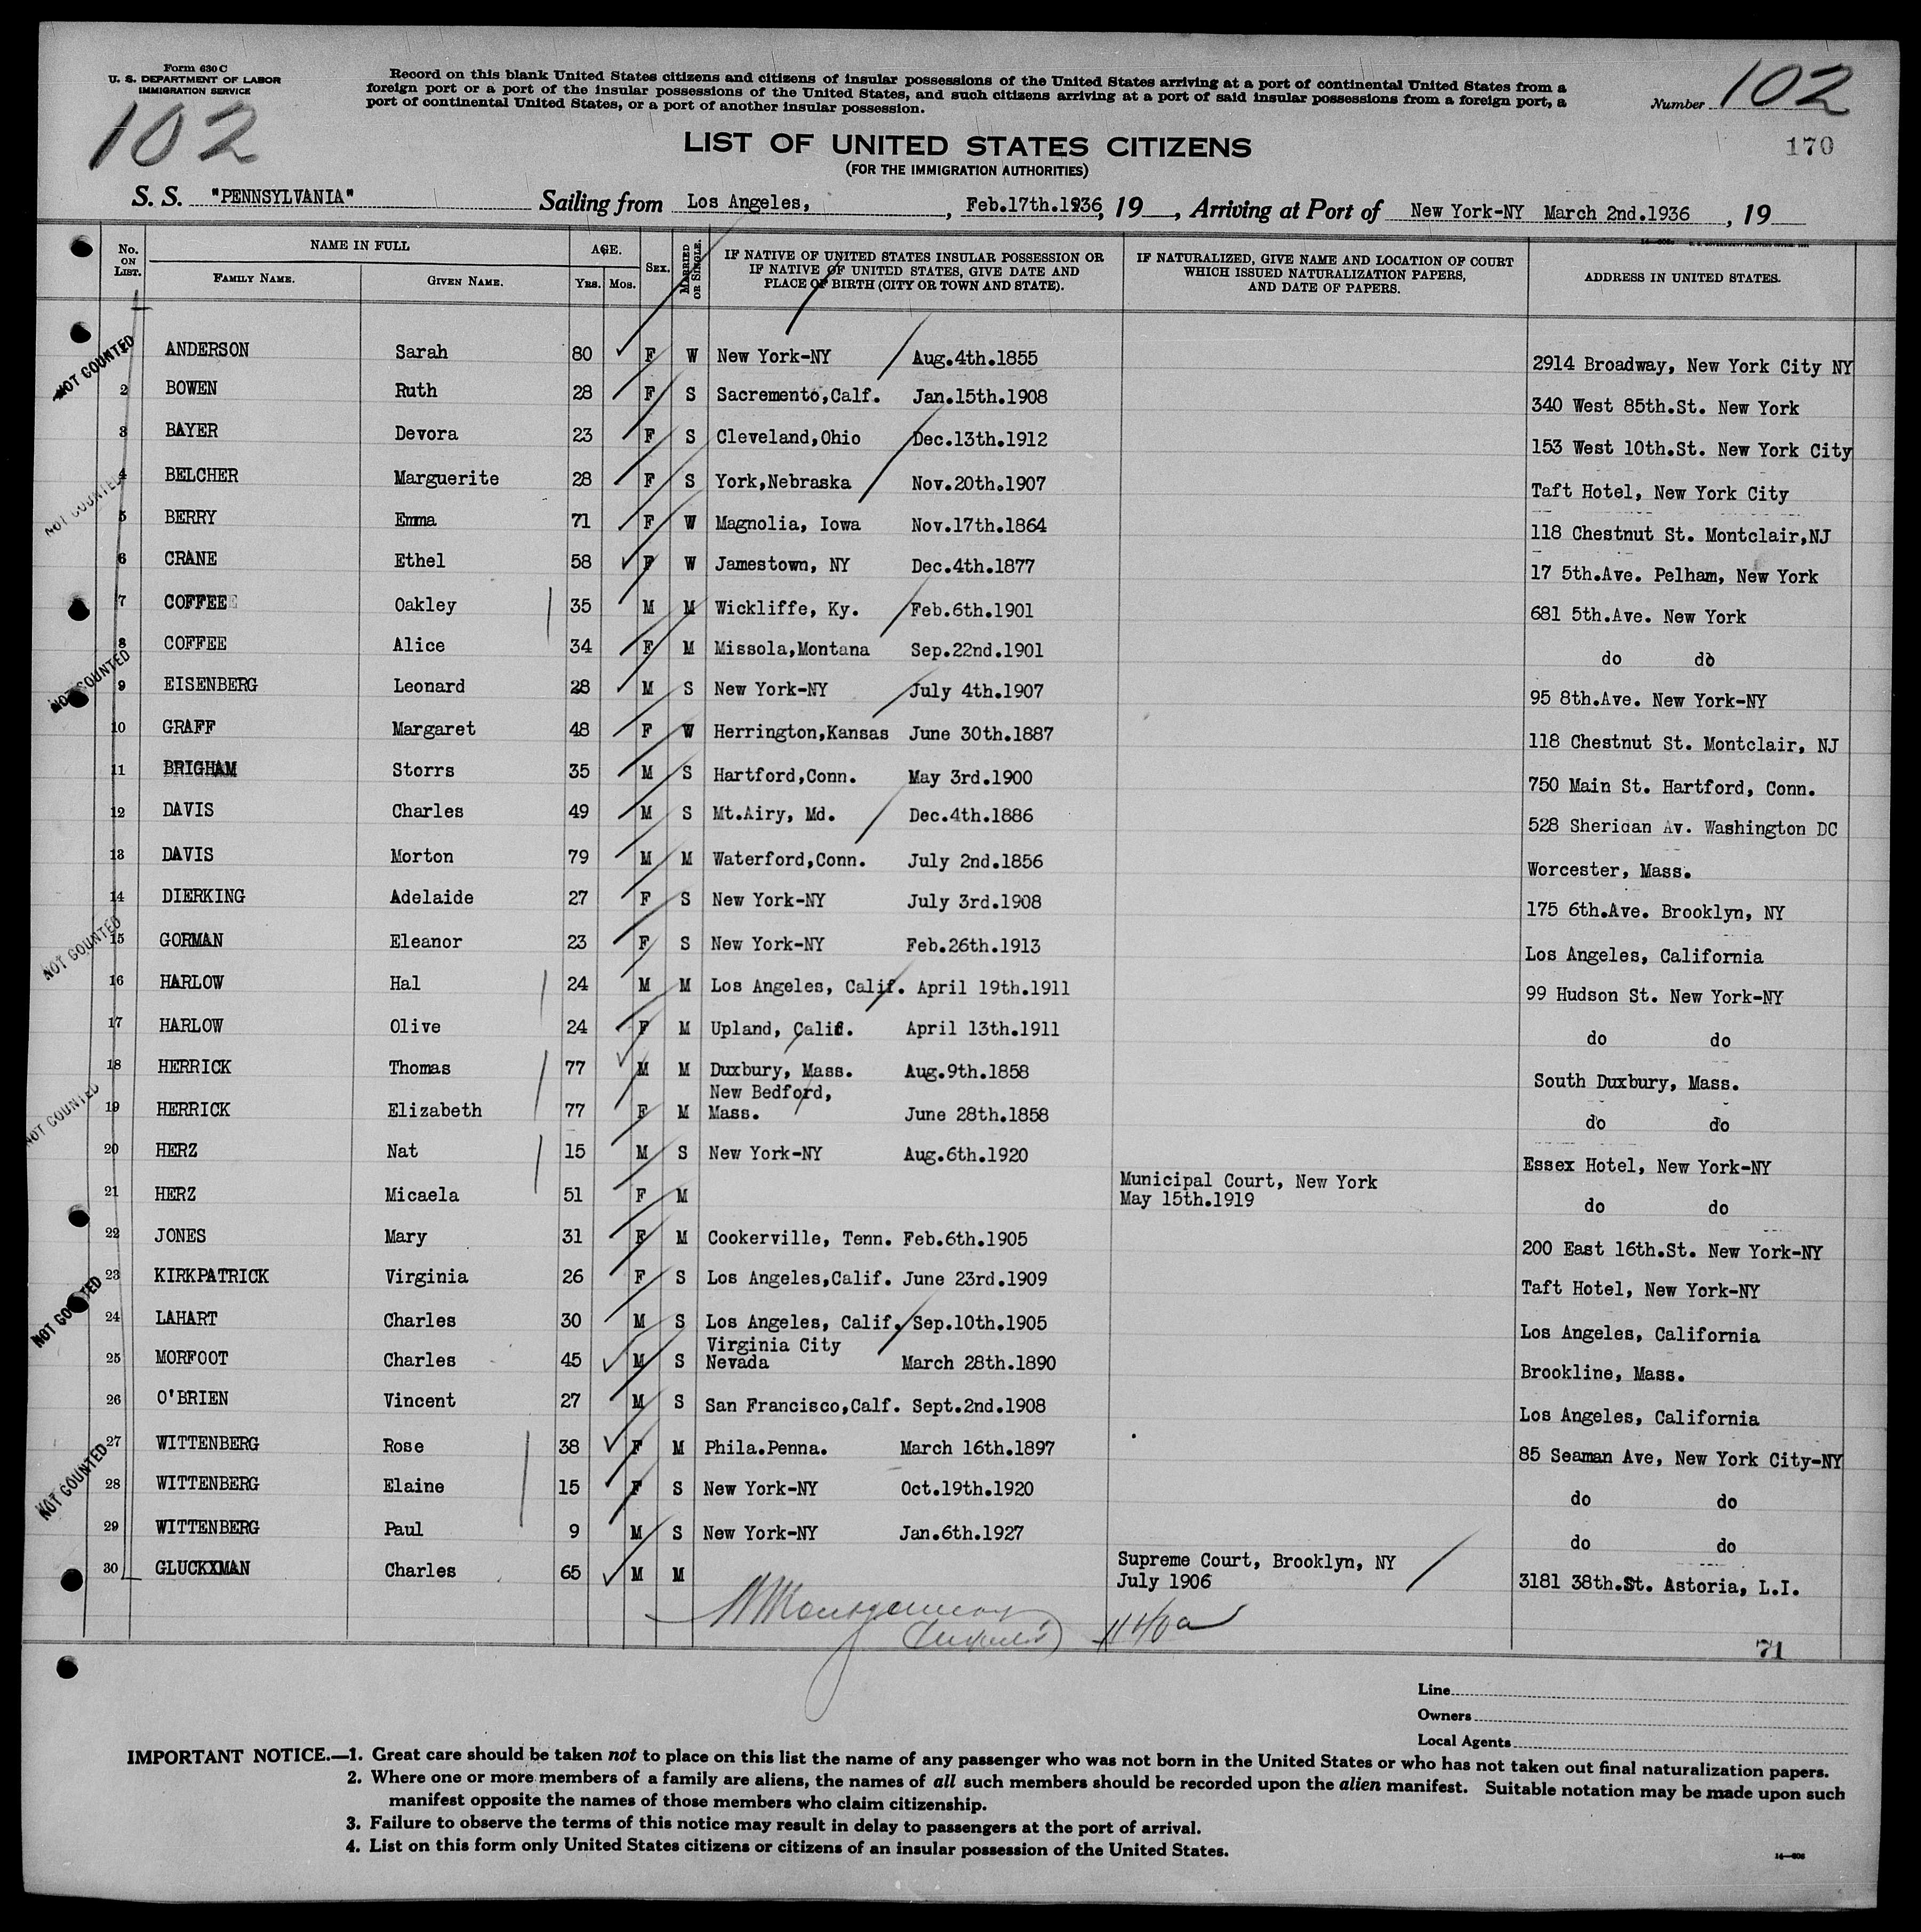 Form 630 C
U. S. DEPARTMENT OF LABOR
IMMIGRATION SERVICE
102
Record on this blank United States citizens and citizens of insular possessions of the United States arriving at a port of continental United States from a
foreign port or a port of the insular possessions of the United States, and such citizens arriving at a port of said insular possessions from a foreign port, a
port of continental United States, or a port of another insular possession.
Number 102
170
LIST OF UNITED STATES CITIZENS
(FOR THE IMMIGRATION AUTHORITIES)
S. S. "PENNSYLVANIA" Sailing from Los Angeles, , Feb.17th.1936, 19 , Arriving at Port of New York-NY March 2nd.1936 , 19
No. ON LIST. NAME IN FULL FAMILY NAME. GIVEN NAME. AGE. YRS. MOS. SEX. MARRIED OR SINGLE. IF NATIVE OF UNITED STATES INSULAR POSSESSION OR IF NATIVE OF UNITED STATES, GIVE DATE AND PLACE OF BIRTH (CITY OR TOWN AND STATE). IF NATURALIZED, GIVE NAME AND LOCATION OF COURT WHICH ISSUED NATURALIZATION PAPERS, AND DATE OF PAPERS. ADDRESS IN UNITED STATES.
NOT COUNTED ANDERSON Sarah 80 F W New York-NY Aug.4th.1855 2914 Broadway, New York City NY
2 BOWEN Ruth 28 F S Sacremento,Calf. Jan.15th.1908 340 West 85th.St. New York
3 BAYER Devora 23 F S Cleveland,Ohio Dec.13th.1912 153 West 10th.St. New York City
NOT COUNTED 4 BELCHER Marguerite 28 F S York,Nebraska Nov.20th.1907 Taft Hotel, New York City
5 BERRY Emma 71 F W Magnolia, Iowa Nov.17th.1864 118 Chestnut St. Montclair,NJ
6 CRANE Ethel 58 F W Jamestown, NY Dec.4th.1877 17 5th.Ave. Pelham, New York
7 COFFEE Oakley 35 M M Wickliffe, Ky. Feb.6th.1901 681 5th.Ave. New York
8 COFFEE Alice 34 F M Missola,Montana Sep.22nd.1901 do do
NOT COUNTED 9 EISENBERG Leonard 28 M S New York-NY July 4th.1907 95 8th.Ave. New York-NY
10 GRAFF Margaret 48 F W Herrington,Kansas June 30th.1887 118 Chestnut St. Montclair, NJ
11 BRIGHAM Storrs 35 M S Hartford,Conn. May 3rd.1900 750 Main St. Hartford, Conn.
12 DAVIS Charles 49 M S Mt.Airy, Md. Dec.4th.1886 528 Sheridan Av. Washington DC
13 DAVIS Morton 79 M M Waterford,Conn. July 2nd.1856 Worcester, Mass.
14 DIERKING Adelaide 27 F S New York-NY July 3rd.1908 175 6th.Ave. Brooklyn, NY
NOT COUNTED 15 GORMAN Eleanor 23 F S New York-NY Feb.26th.1913 Los Angeles, California
16 HARLOW Hal 24 M M Los Angeles, Calif. April 19th.1911 99 Hudson St. New York-NY
17 HARLOW Olive 24 F M Upland, Calif. April 13th.1911 do do
18 HERRICK Thomas 77 M M Duxbury, Mass. Aug.9th.1858 South Duxbury, Mass.
NOT COUNTED 19 HERRICK Elizabeth 77 F M New Bedford, Mass. June 28th.1858 do do
20 HERZ Nat 15 M S New York-NY Aug.6th.1920 Essex Hotel, New York-NY
21 HERZ Micaela 51 F M Municipal Court, New York May 15th.1919 do do
22 JONES Mary 31 F M Cookerville, Tenn. Feb.6th.1905 200 East 16th.St. New York-NY
23 KIRKPATRICK Virginia 26 F S Los Angeles,Calif. June 23rd.1909 Taft Hotel, New York-NY
NOT COUNTED 24 LAHART Charles 30 M S Los Angeles, Calif. Sep.10th.1905 Los Angeles, California
25 MORFOOT Charles 45 M S Virginia City Nevada March 28th.1890 Brookline, Mass.
26 O'BRIEN Vincent 27 M S San Francisco,Calf. Sept.2nd.1908 Los Angeles, California
27 WITTENBERG Rose 38 F M Phila.Penna. March 16th.1897 85 Seaman Ave, New York City-NY
NOT COUNTED 28 WITTENBERG Elaine 15 F S New York-NY Oct.19th.1920 do do
29 WITTENBERG Paul 9 M S New York-NY Jan.6th.1927 do do
30 GLUCKXMAN Charles 65 M M Supreme Court, Brooklyn, NY July 1906 3181 38th.St. Astoria, L.I.
71
Line
Owners
Local Agents
IMPORTANT NOTICE.—1. Great care should be taken not to place on this list the name of any passenger who was not born in the United States or who has not taken out final naturalization papers.
2. Where one or more members of a family are aliens, the names of all such members should be recorded upon the alien manifest. Suitable notation may be made upon such
manifest opposite the names of those members who claim citizenship.
3. Failure to observe the terms of this notice may result in delay to passengers at the port of arrival.
4. List on this form only United States citizens or citizens of an insular possession of the United States.